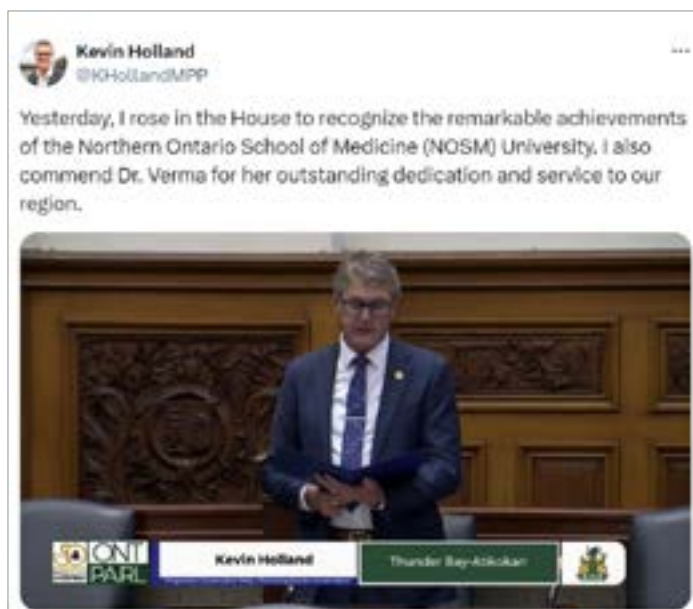 Kevin Holland
@KHollandMPP
Yesterday, I rose in the House to recognize the remarkable achievements
of the Northern Ontario School of Medicine (NOSM) University. I also
commend Dr. Verma for her outstanding dedication and service to our
region.
ONT
PARL
Kevin Holland
Thunder Bay-Atikokan